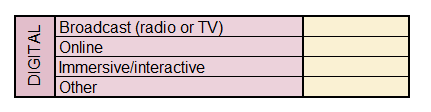 DIGITAL
Broadcast (radio or TV)
Online
Immersive/interactive
Other